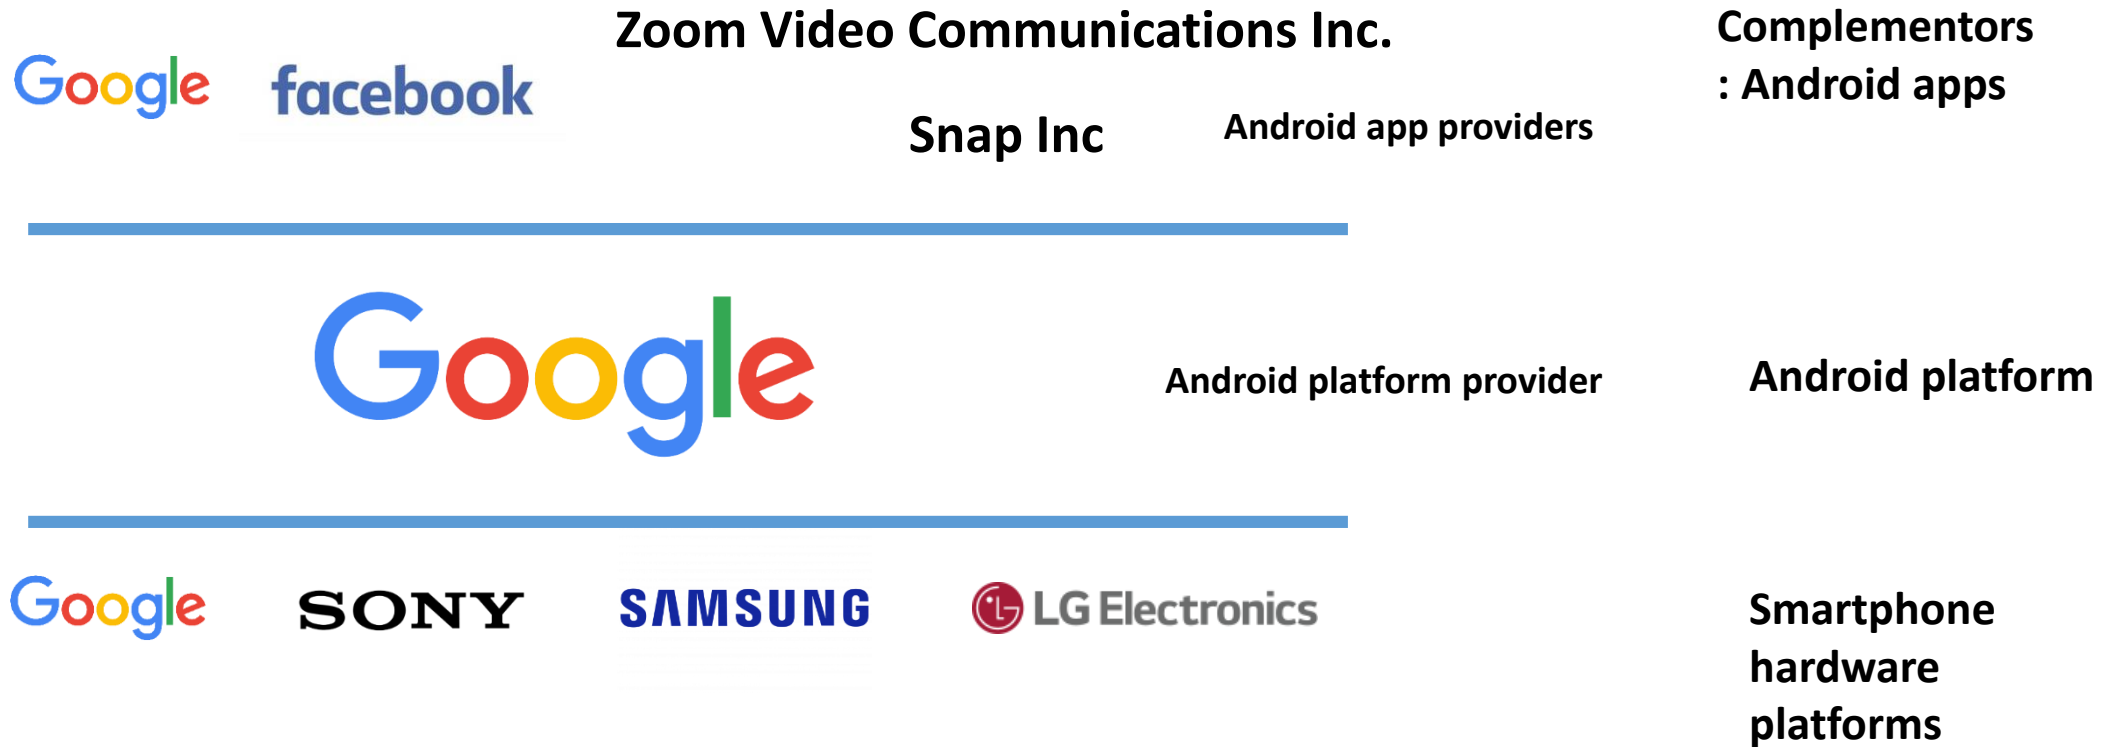 Zoom Video Communications Inc.
Complementors
: Android apps
Google
facebook
Snap Inc
Android app providers
Google
Android platform provider
Android platform
Google
SONY
SAMSUNG
LG LG Electronics
Smartphone
hardware
platforms